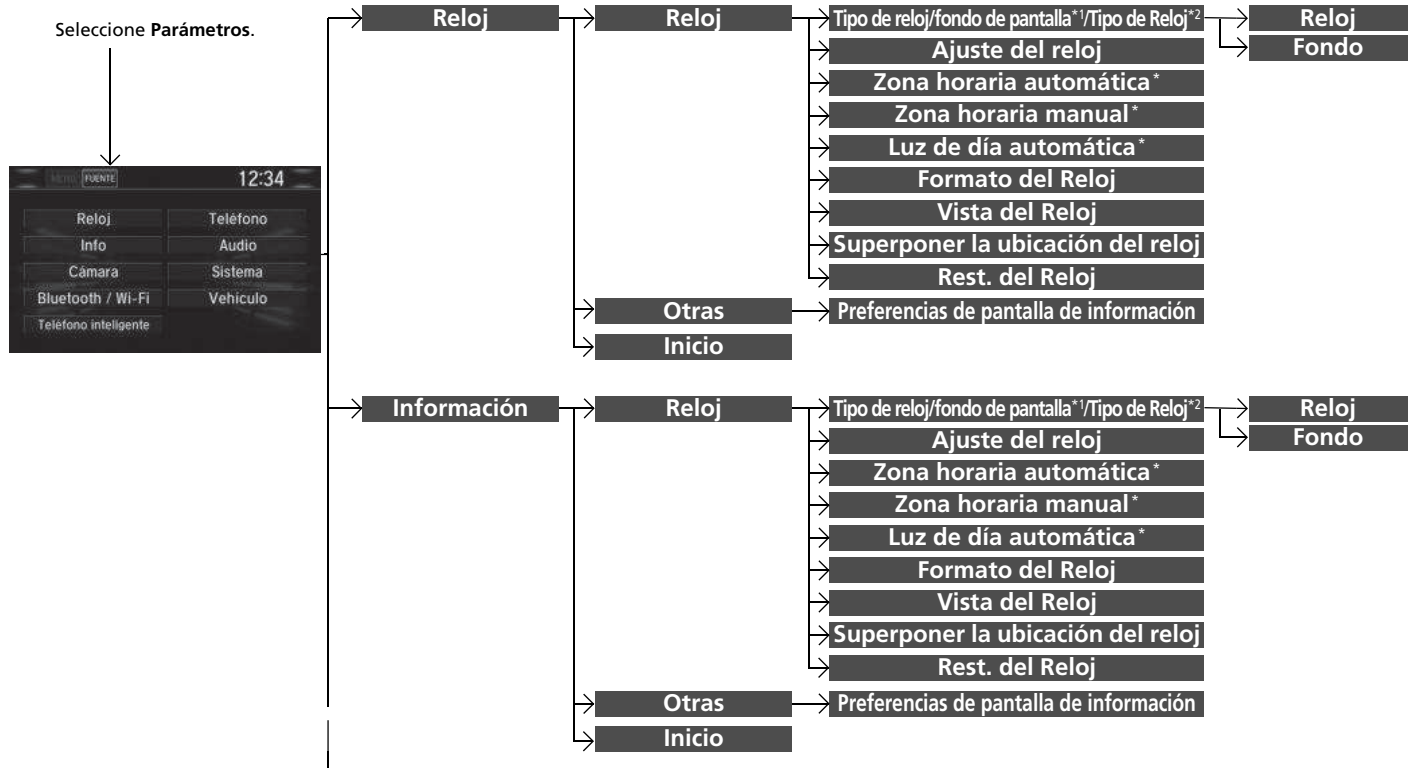 Seleccione Parámetros.
MENÚ FUENTE 12:34
Reloj Teléfono
Info Audio
Cámara Sistema
Bluetooth / Wi-Fi Vehículo
Teléfono inteligente
Reloj
Reloj
Tipo de reloj/fondo de pantalla*1/Tipo de Reloj*2
Reloj
Fondo
Ajuste del reloj
Zona horaria automática*
Zona horaria manual*
Luz de día automática*
Formato del Reloj
Vista del Reloj
Superponer la ubicación del reloj
Rest. del Reloj
Otras
Preferencias de pantalla de información
Inicio
Información
Reloj
Tipo de reloj/fondo de pantalla*1/Tipo de Reloj*2
Reloj
Fondo
Ajuste del reloj
Zona horaria automática*
Zona horaria manual*
Luz de día automática*
Formato del Reloj
Vista del Reloj
Superponer la ubicación del reloj
Rest. del Reloj
Otras
Preferencias de pantalla de información
Inicio